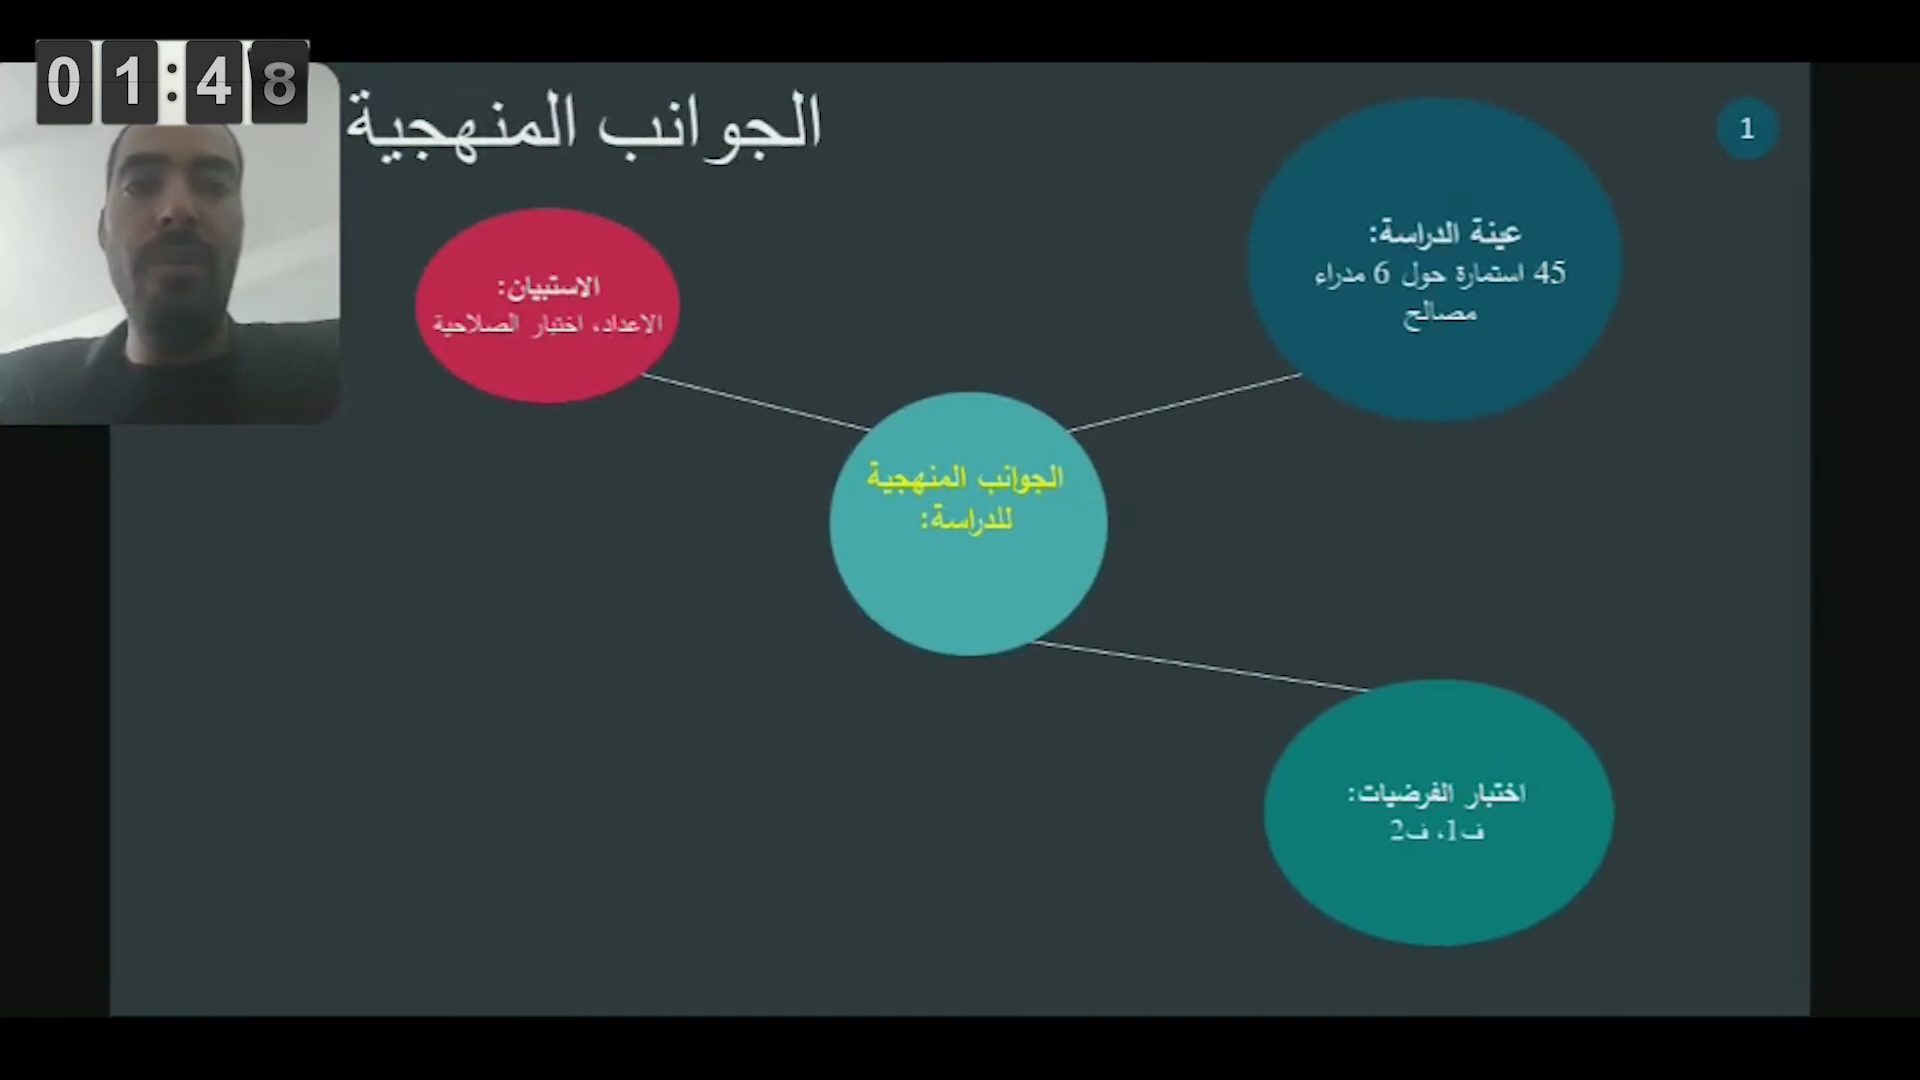 01:48
الجوانب المنهجية
1
عينة الدراسة:
45 استمارة حول 6 مدراء
مصالح
الاستبيان:
الاعداد، اختبار الصلاحية
الجوانب المنهجية
للدراسة:
اختبار الفرضيات:
ف1، ف2